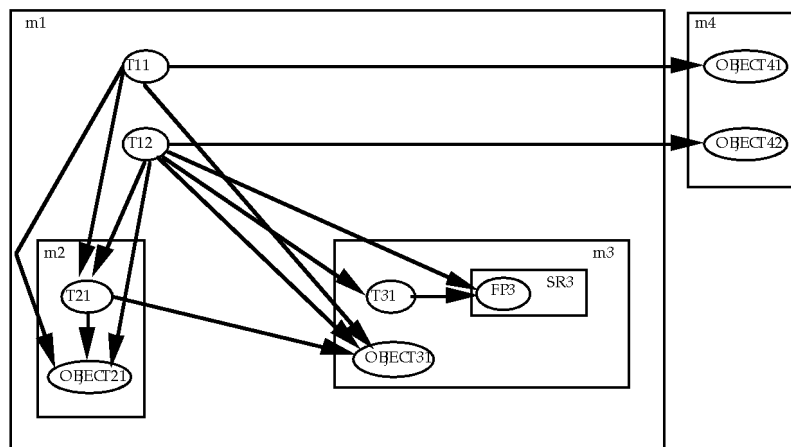 m1
m4
T11
OBJECT41
T12
OBJECT42
m2
m3
SR3
T21
T31
FP3
OBJECT31
OBJECT21